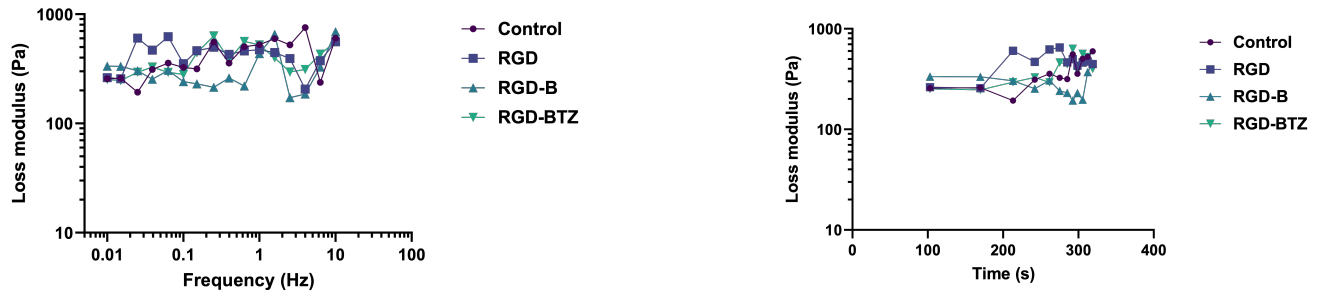 Loss modulus (Pa)
1000
100
10
0.01 0.1 1 10 100
Frequency (Hz)
Control
RGD
RGD-B
RGD-BTZ
Loss modulus (Pa)
1000
100
10
0 100 200 300 400
Time (s)
Control
RGD
RGD-B
RGD-BTZ